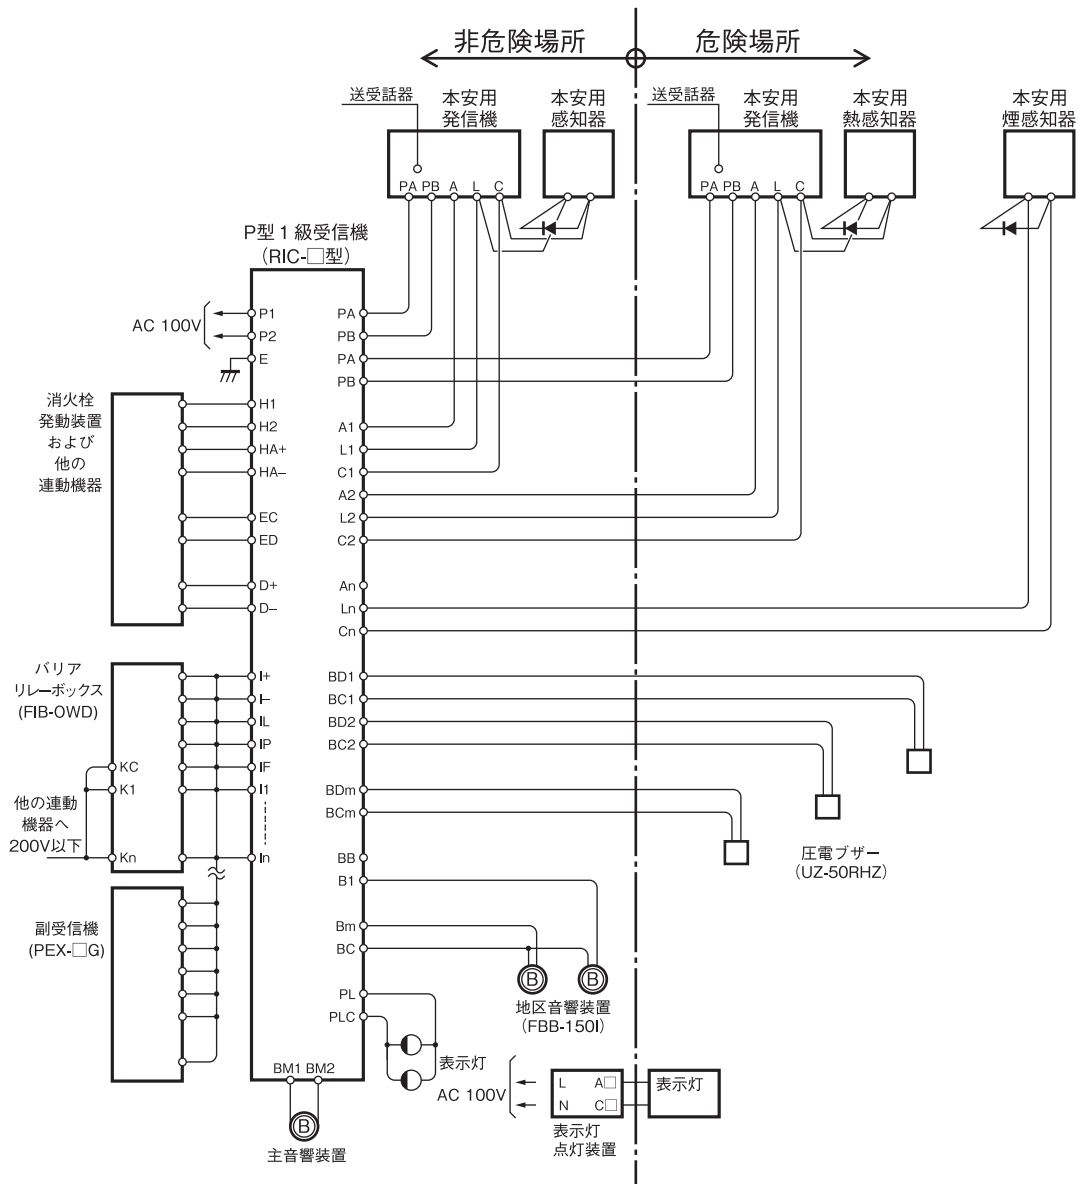 非危険場所
危険場所
送受話器
本安用
発信機
本安用
感知器
送受話器
本安用
発信機
本安用
熱感知器
本安用
煙感知器
PA PB A L C
PA PB A L C
P型1級受信機
(RIC-□型)
AC 100V
P1
P2
E
H1
H2
HA+
HA–
EC
ED
D+
D–
I+
I–
IL
IP
IF
I1
In
PA
PB
PA
PB
A1
L1
C1
A2
L2
C2
An
Ln
Cn
BD1
BC1
BD2
BC2
BDm
BCm
BB
B1
Bm
BC
PL
PLC
BM1 BM2
消火栓
発動装置
および
他の
連動機器
バリア
リレーボックス
(FIB-OWD)
KC
K1
Kn
他の連動
機器へ
200V以下
副受信機
(PEX-□G)
圧電ブザー
(UZ-50RHZ)
B
B
地区音響装置
(FBB-150I)
表示灯
B
主音響装置
AC 100V
L A□
N C□
表示灯
点灯装置
表示灯